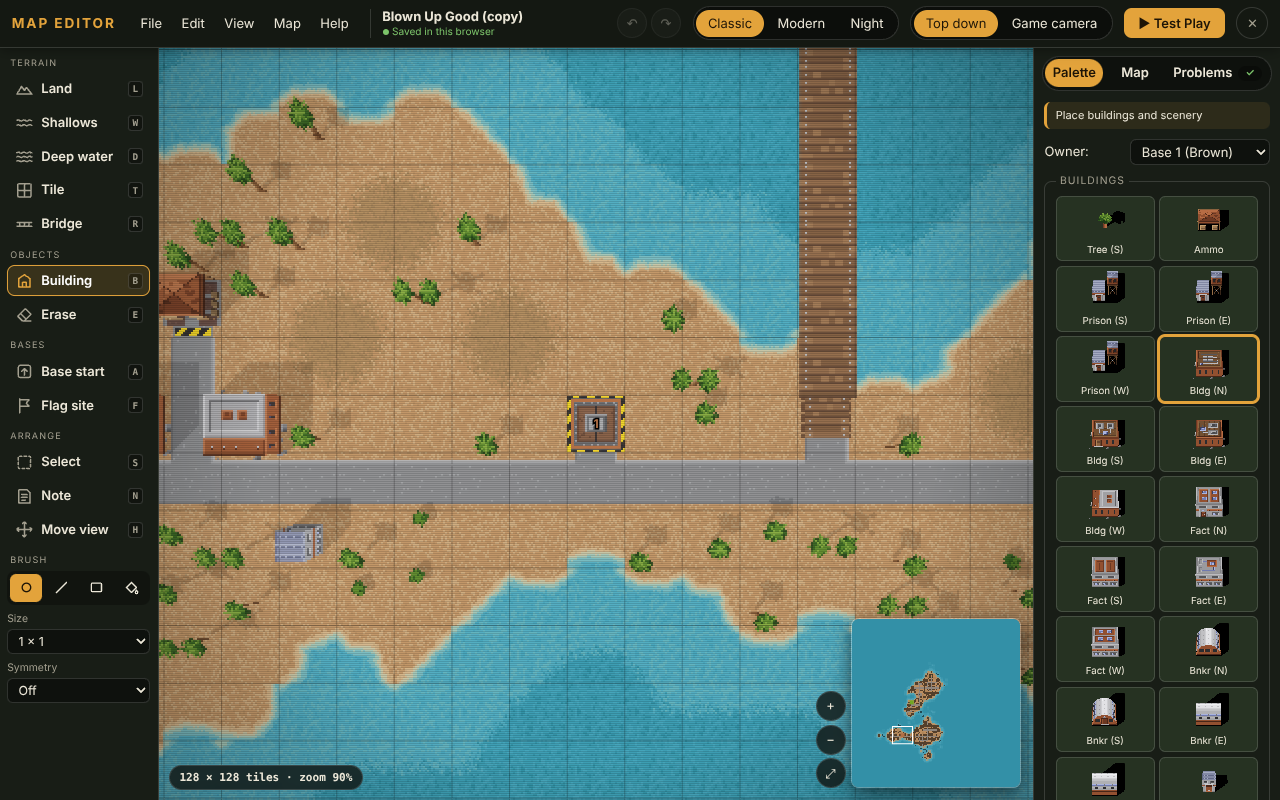 MAP EDITOR File Edit View Map Help Blown Up Good (copy) Classic Modern Night Top down Game camera ▶ Test Play
Saved in this browser
TERRAIN
Land L
Shallows W
Deep water D
Tile T
Bridge R
OBJECTS
Building B
Erase E
BASES
Base start A
Flag site F
ARRANGE
Select S
Note N
Move view H
BRUSH
Size
1 × 1
Symmetry
Off
128 × 128 tiles · zoom 90%
Palette Map Problems
Place buildings and scenery
Owner: Base 1 (Brown)
BUILDINGS
Tree (S) Ammo
Prison (S) Prison (E)
Prison (W) Bldg (N)
Bldg (S) Bldg (E)
Bldg (W) Fact (N)
Fact (S) Fact (E)
Fact (W) Bnkr (N)
Bnkr (S) Bnkr (E)